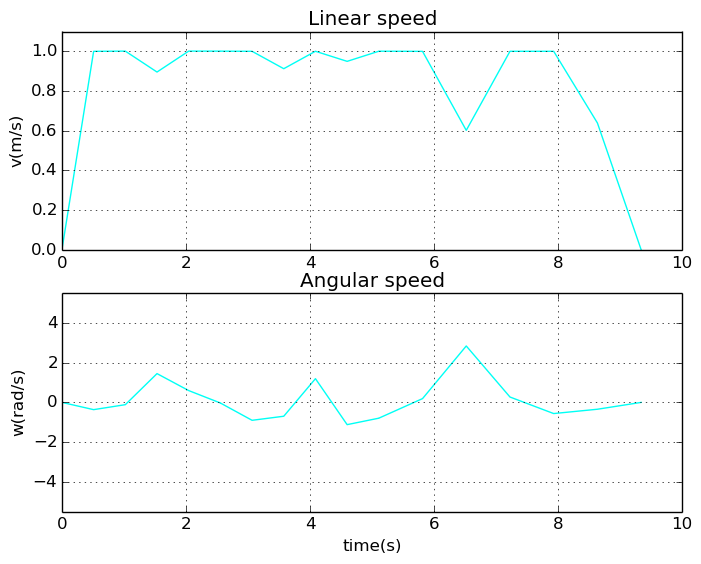 Linear speed
1.0
0.8
0.6
0.4
0.2
0.0
v(m/s)
0 2 4 6 8 10
Angular speed
4
2
0
−2
−4
w(rad/s)
0 2 4 6 8 10
time(s)